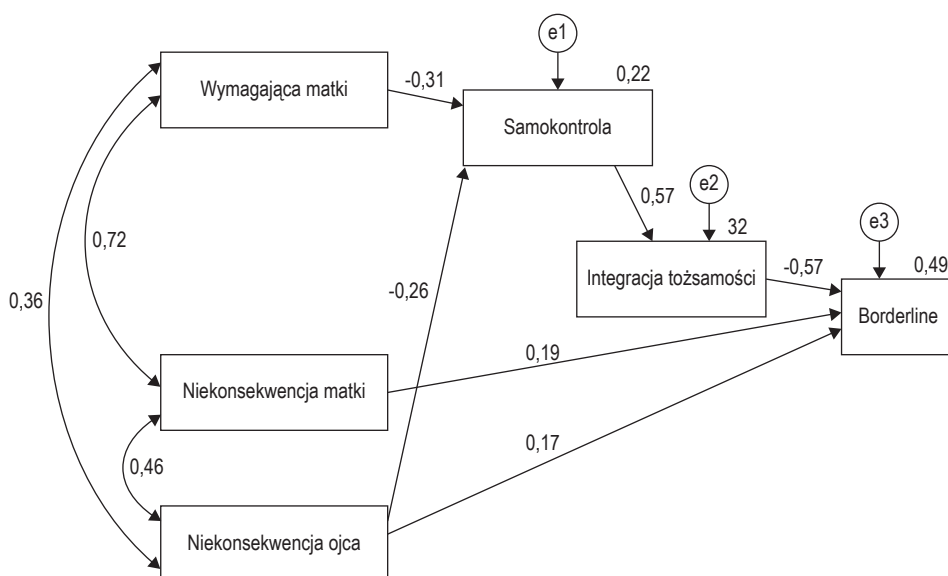 e1
Wymagająca matki
-0,31
0,22
Samokontrola
e2
0,57
32
e3
0,72
Integracja tożsamości
-0,57
0,49
0,36
-0,26
Borderline
0,19
Niekonsekwencja matki
0,17
0,46
Niekonsekwencja ojca